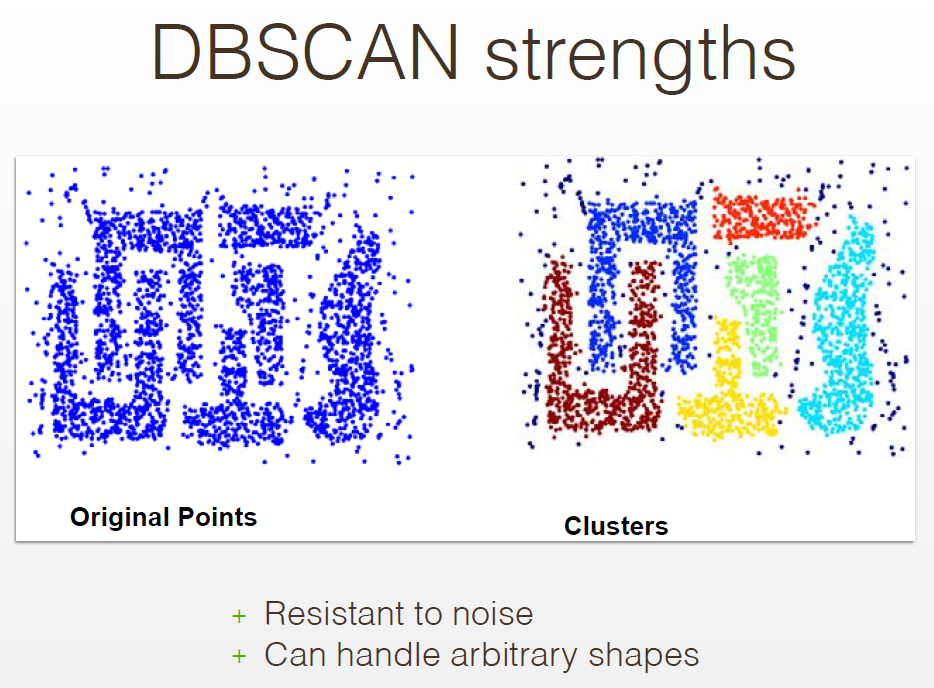 DBSCAN strengths
Original Points
Clusters
+ Resistant to noise
+ Can handle arbitrary shapes